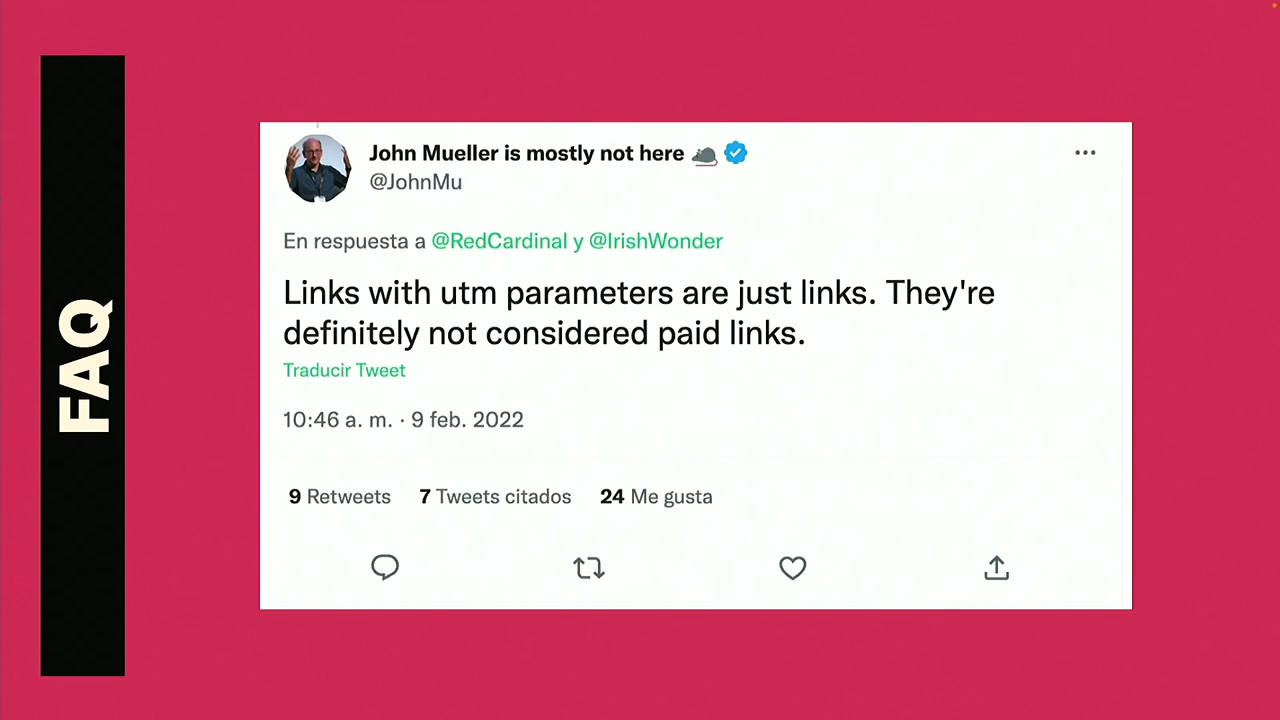 FAQ
John Mueller is mostly not here 🐀
@JohnMu
En respuesta a @RedCardinal y @IrishWonder
Links with utm parameters are just links. They're
definitely not considered paid links.
Traducir Tweet
10:46 a. m. · 9 feb. 2022
9 Retweets 7 Tweets citados 24 Me gusta